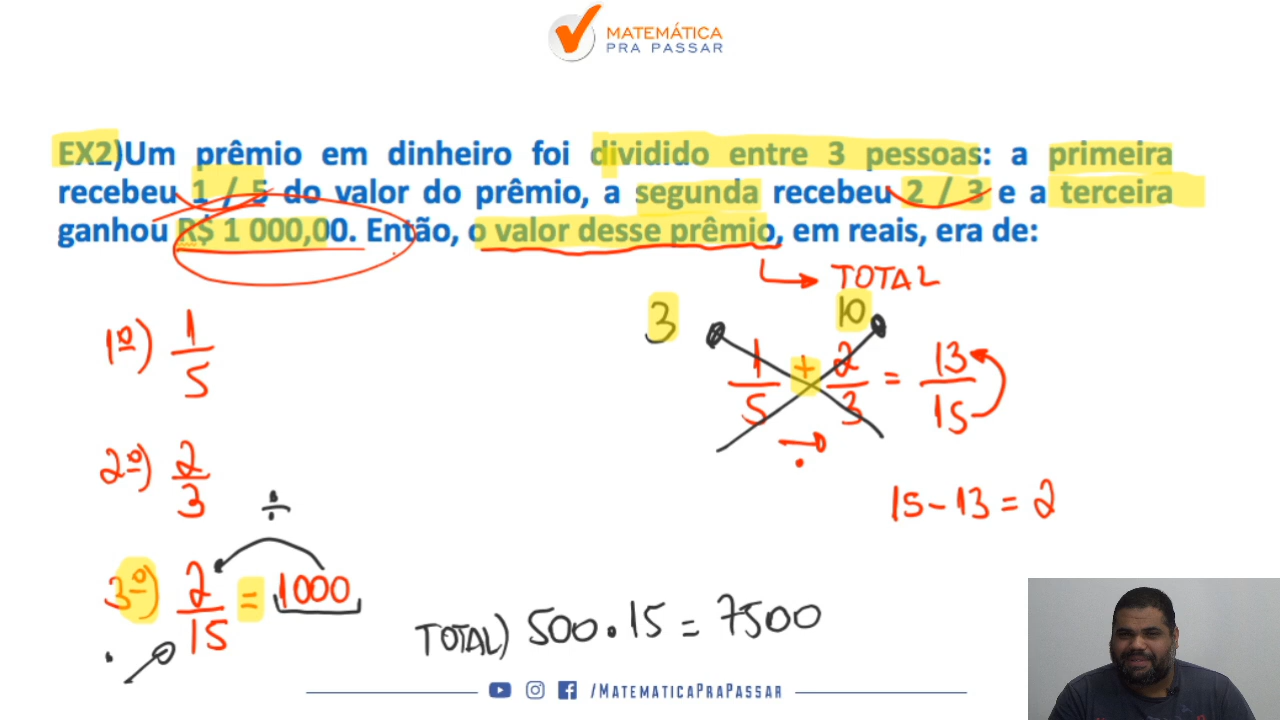 MATEMÁTICA
PRA PASSAR
EX2)Um prêmio em dinheiro foi dividido entre 3 pessoas: a primeira
recebeu 1 / 5 do valor do prêmio, a segunda recebeu 2 / 3 e a terceira
ganhou R$ 1 000,00. Então, o valor desse prêmio, em reais, era de:
TOTAL
3 10
1º) 1/5
1/5 + 2/3 = 13/15
2º) 2/3
÷
15 - 13 = 2
3º) 2/15 = 1000
TOTAL) 500 . 15 = 7500
/MATEMATICAPRAPASSAR